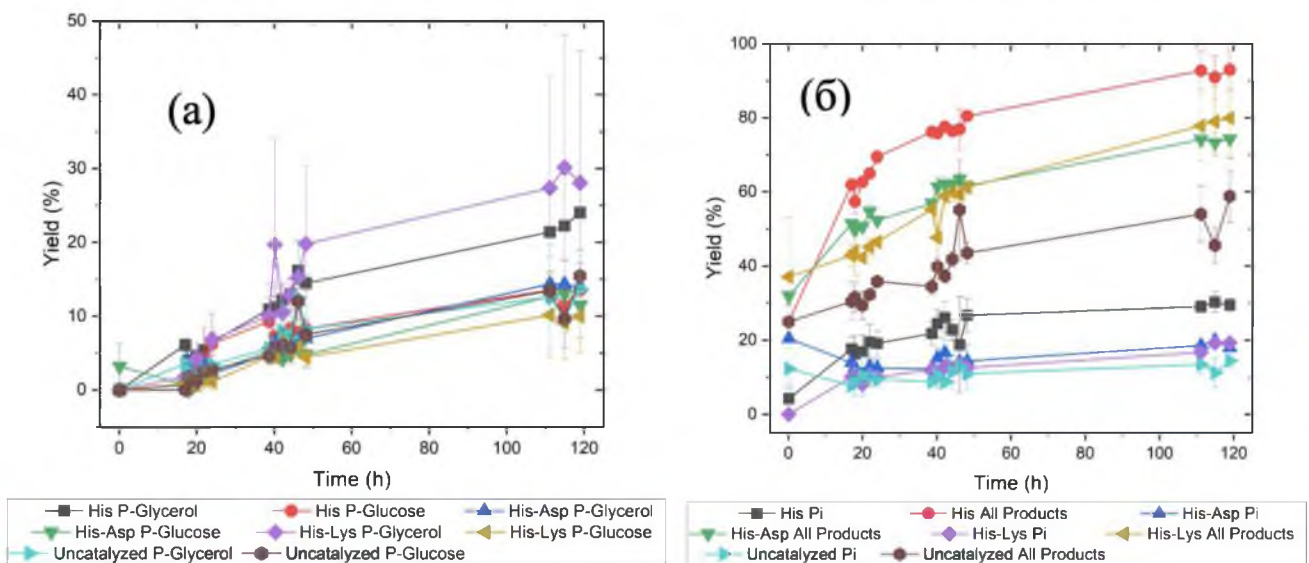 50
40
30
20
10
0
(а)
Yield (%)
0 20 40 60 80 100 120
Time (h)
His P-Glycerol His P-Glucose His-Asp P-Glycerol
His-Asp P-Glucose His-Lys P-Glycerol His-Lys P-Glucose
Uncatalyzed P-Glycerol Uncatalyzed P-Glucose
100
80
60
40
20
0
(б)
Yield (%)
0 20 40 60 80 100 120
Time (h)
His Pi His All Products His-Asp Pi
His-Asp All Products His-Lys Pi His-Lys All Products
Uncatalyzed Pi Uncatalyzed All Products